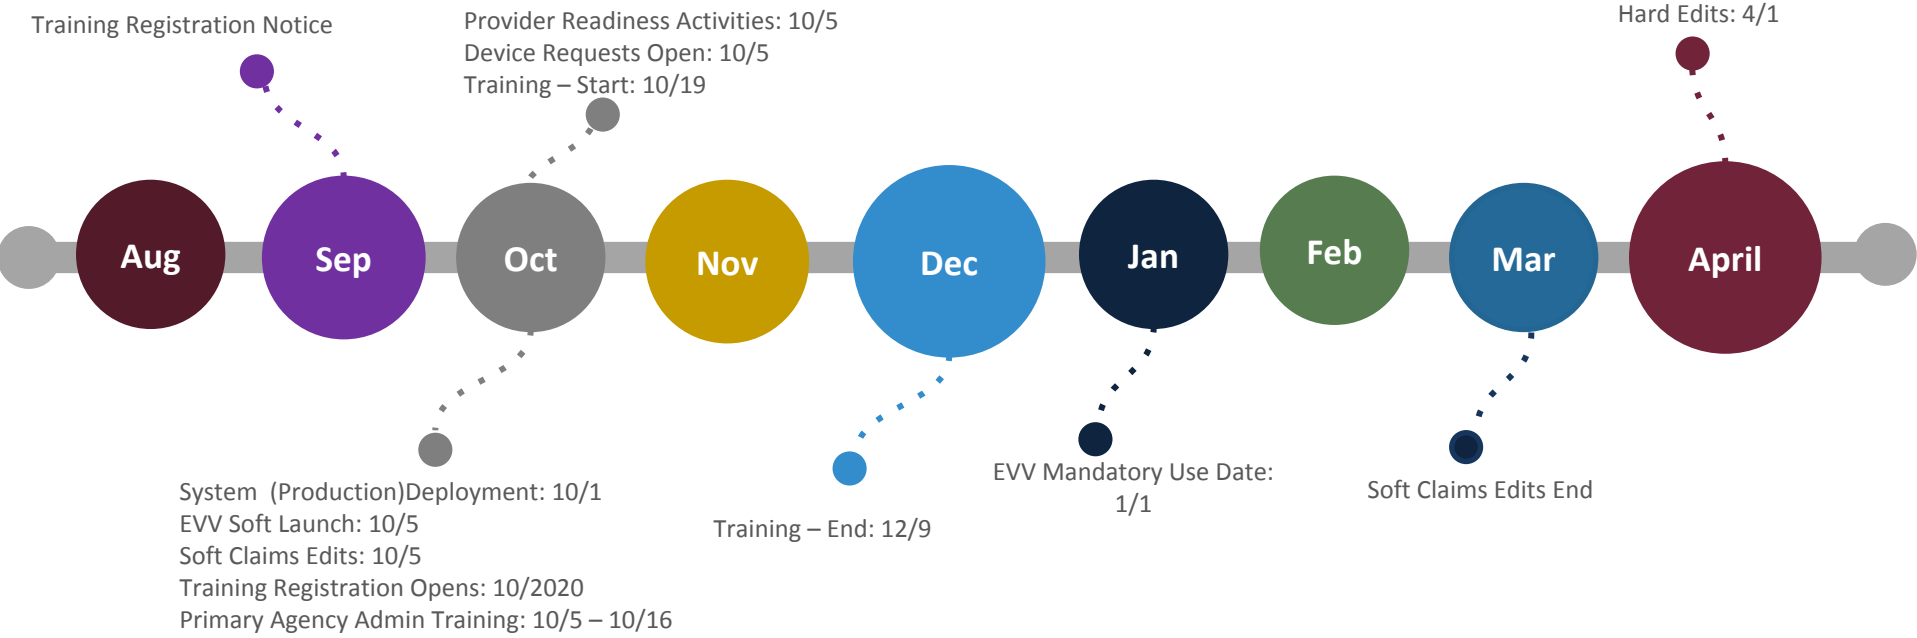 Training Registration Notice
Provider Readiness Activities: 10/5
Device Requests Open: 10/5
Training – Start: 10/19
Hard Edits: 4/1
Aug
Sep
Oct
Nov
Dec
Jan
Feb
Mar
April
System  (Production)Deployment: 10/1
EVV Soft Launch: 10/5
Soft Claims Edits: 10/5
Training Registration Opens: 10/2020
Primary Agency Admin Training: 10/5 – 10/16
Training – End: 12/9
EVV Mandatory Use Date:
1/1
Soft Claims Edits End